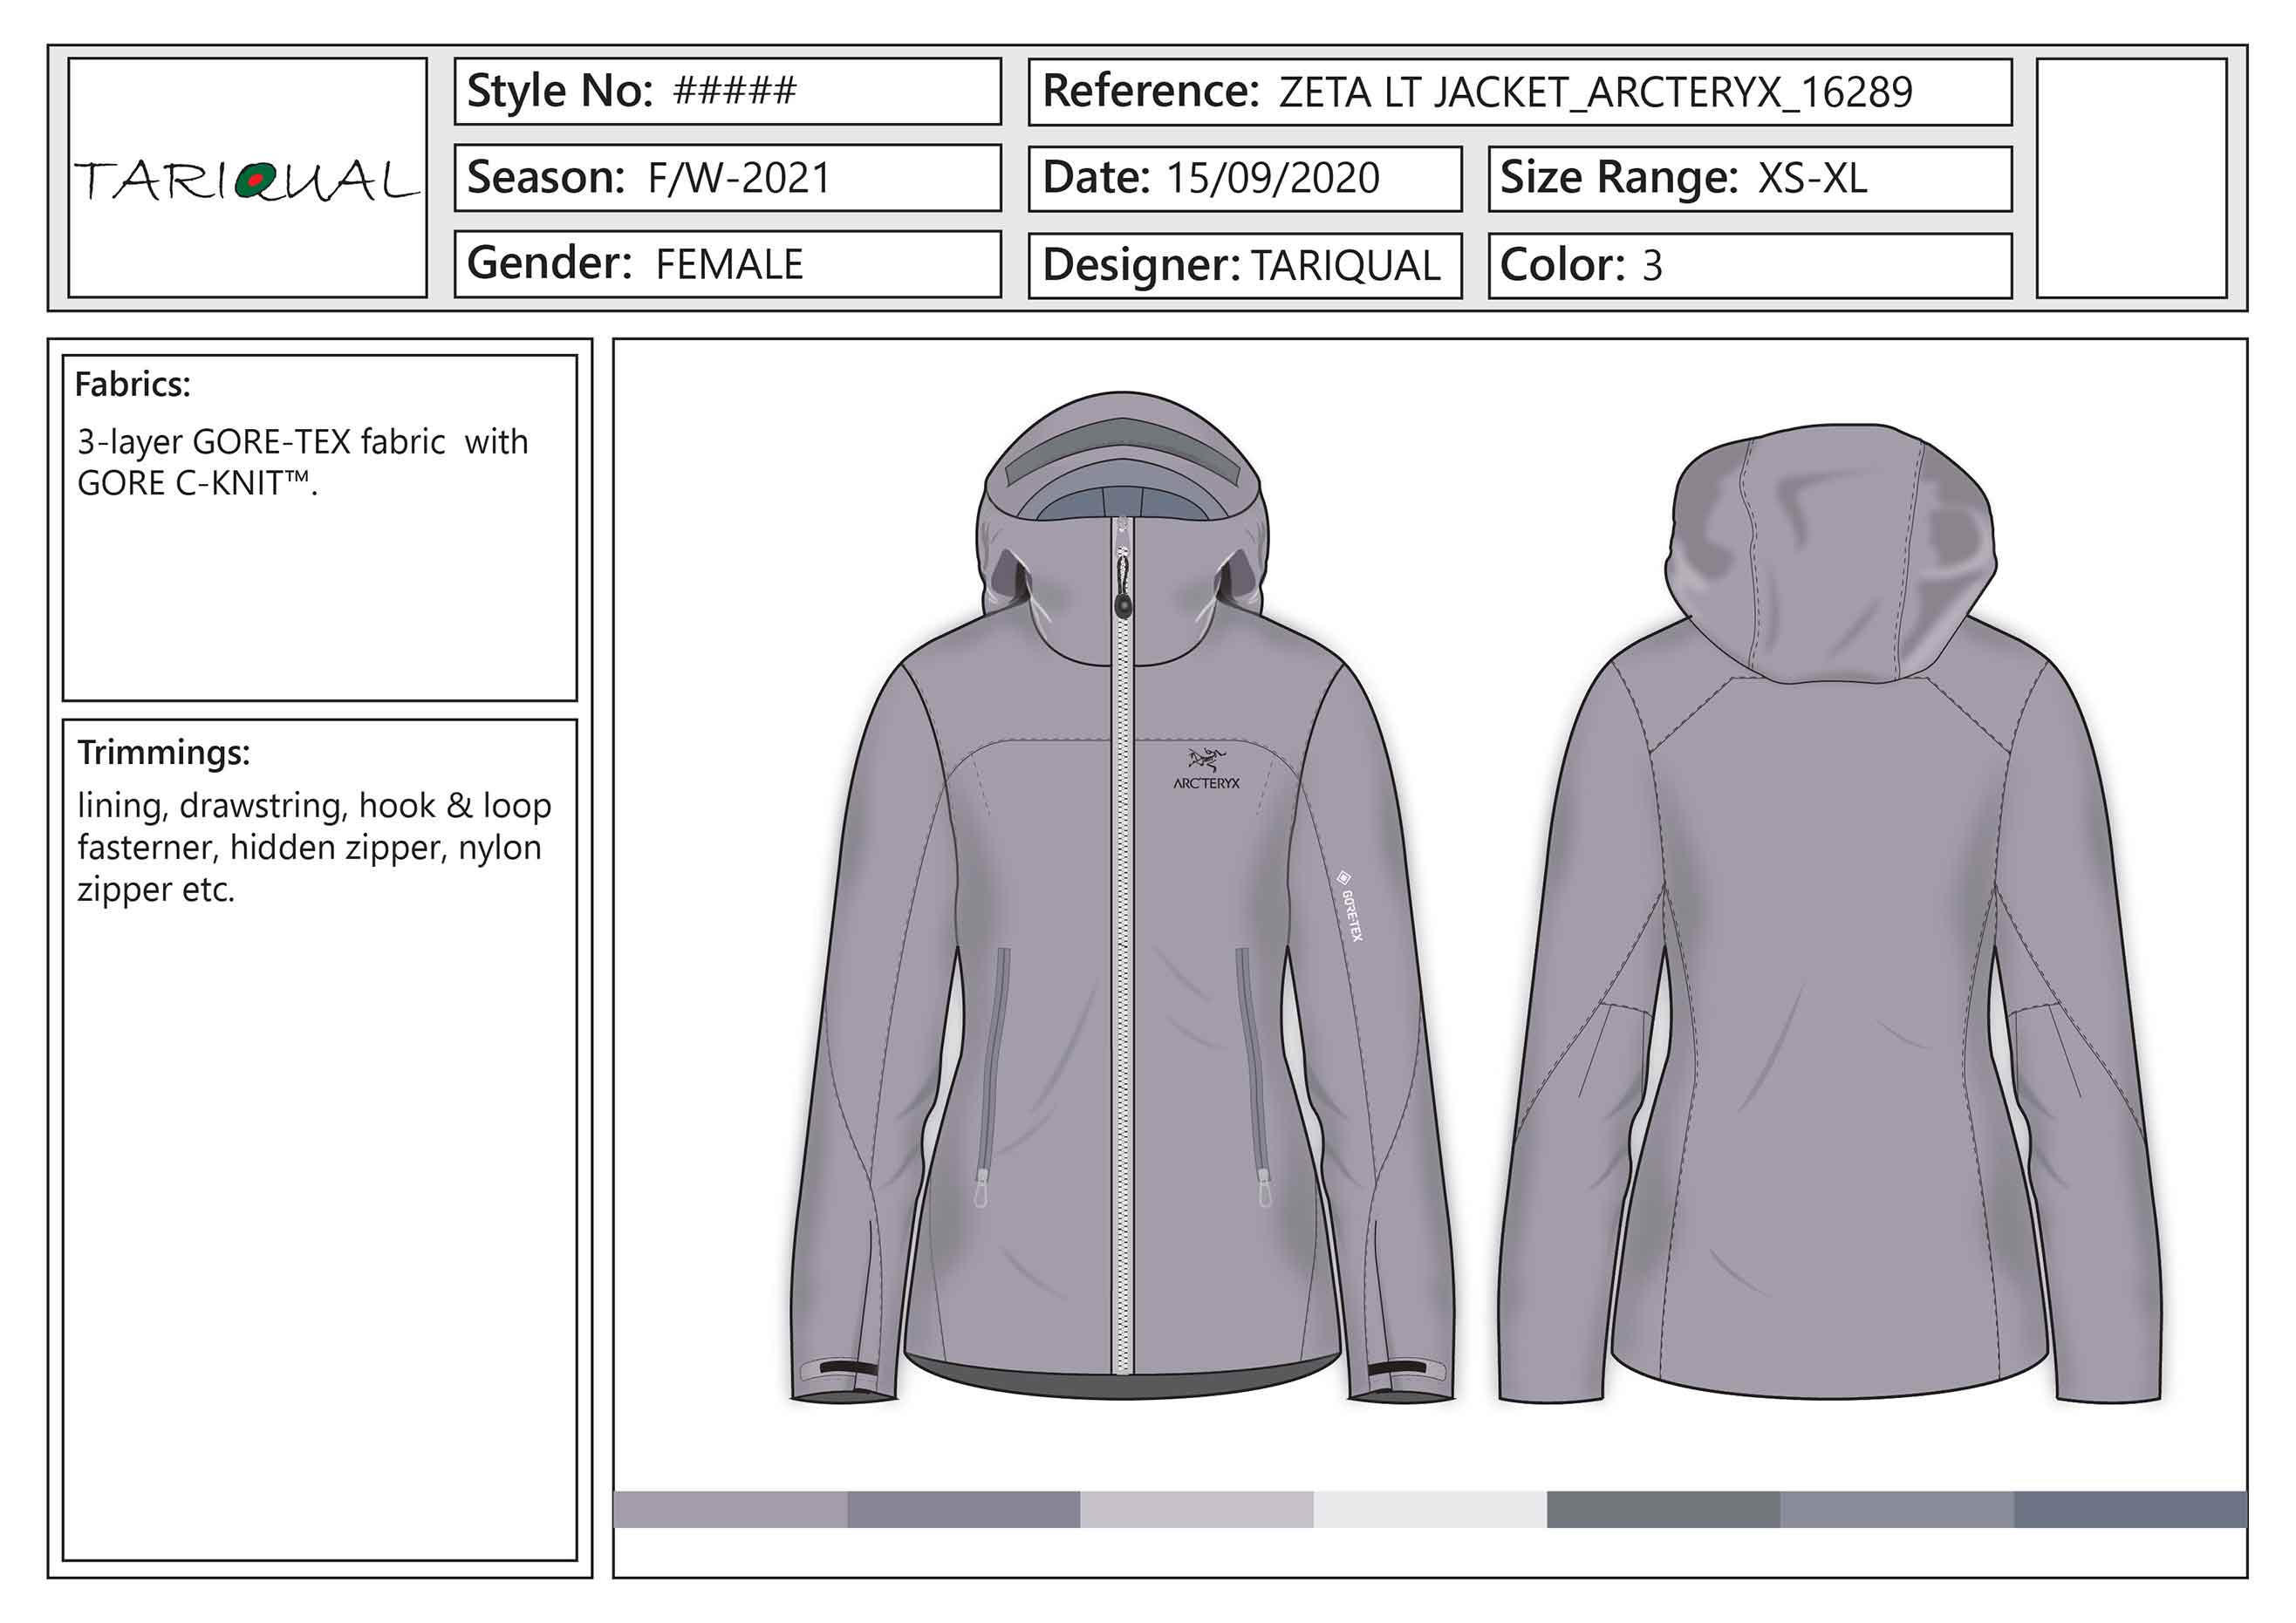 TARIQUAL
Style No: #####
Reference: ZETA LT JACKET_ARCTERYX_16289
Season: F/W-2021
Date: 15/09/2020
Size Range: XS-XL
Gender: FEMALE
Designer: TARIQUAL
Color: 3
Fabrics:
3-layer GORE-TEX fabric with
GORE C-KNIT™.
Trimmings:
lining, drawstring, hook & loop
fasterner, hidden zipper, nylon
zipper etc.
ARC'TERYX
GORE-TEX